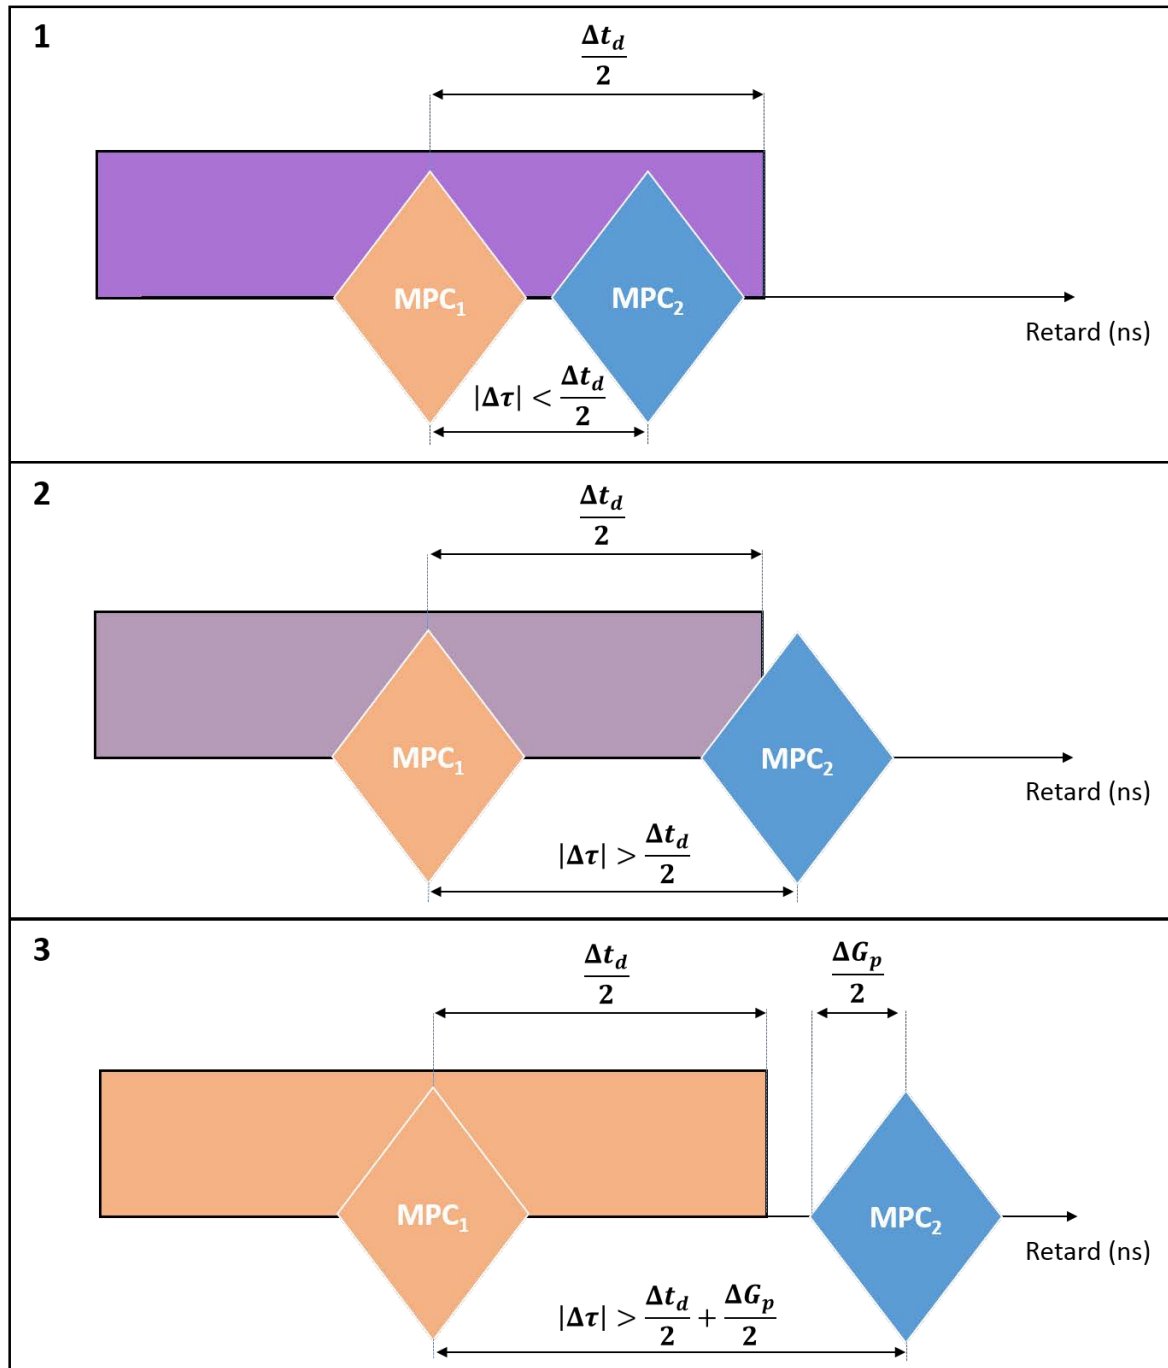 1
Δt_d/2
MPC₁
MPC₂
Retard (ns)
|Δτ| < Δt_d/2
2
Δt_d/2
MPC₁
MPC₂
Retard (ns)
|Δτ| > Δt_d/2
3
Δt_d/2
ΔG_p/2
MPC₁
MPC₂
Retard (ns)
|Δτ| > Δt_d/2 + ΔG_p/2